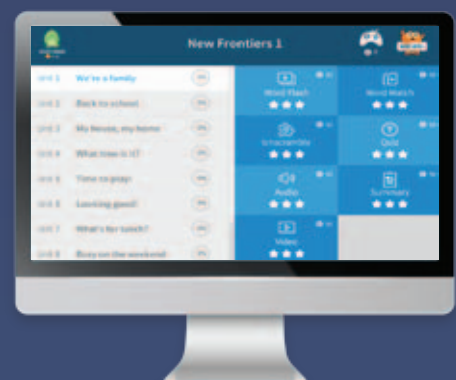 New Frontiers 1
Unit 1 We're a family
Unit 2 Back to school
Unit 3 My house, my home
Unit 4 What time is it?
Unit 5 Time to play!
Unit 6 Looking good!
Unit 7 What's for lunch?
Unit 8 Busy on the weekend
Word Flash
Word Match
Unscramble
Quiz
Audio
Summary
Video